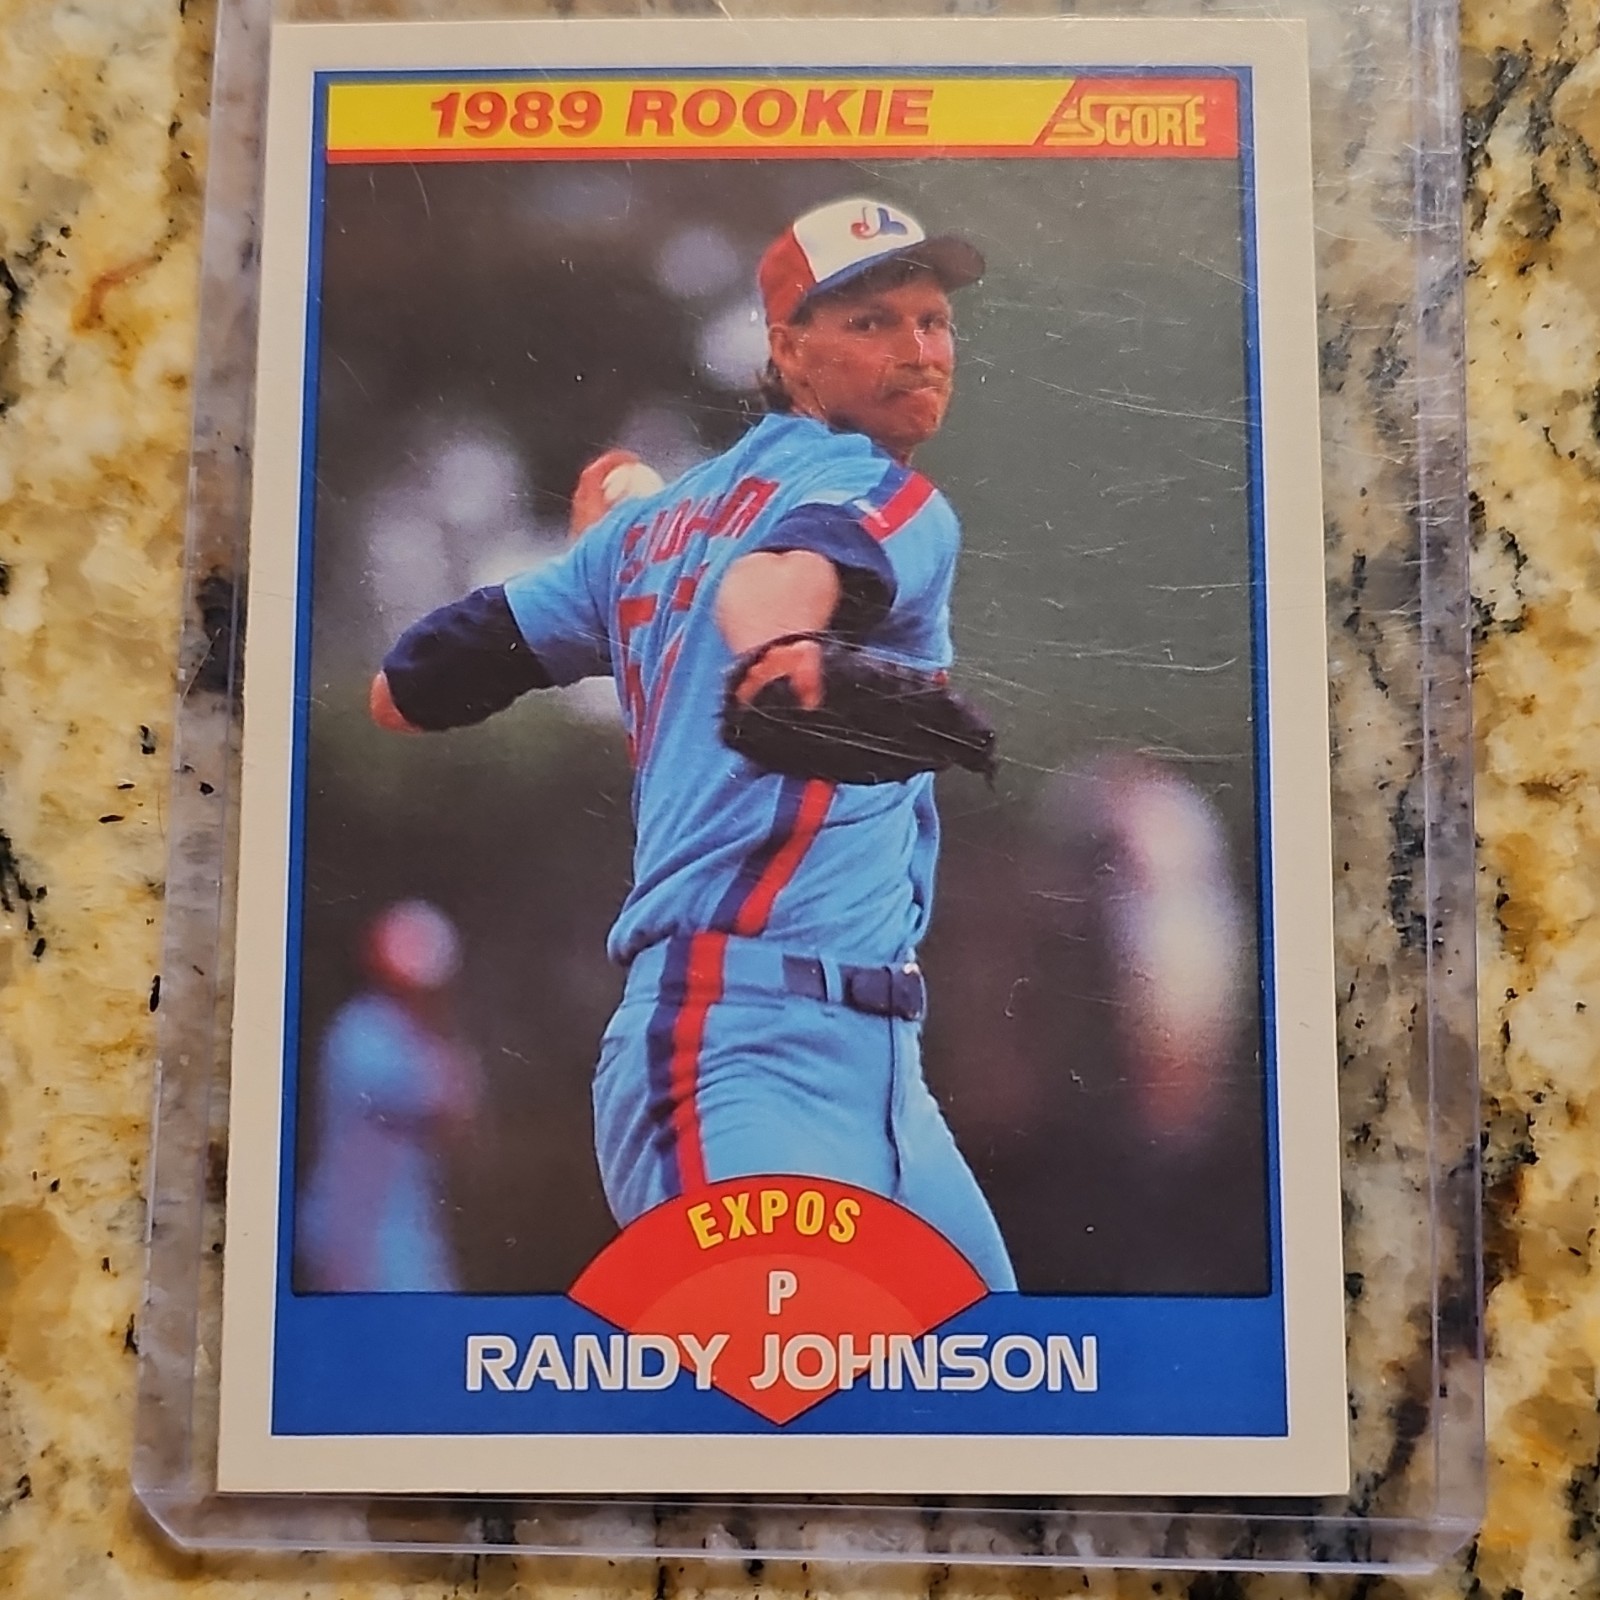 1989 ROOKIE
SCORE
EXPOS
P
RANDY JOHNSON